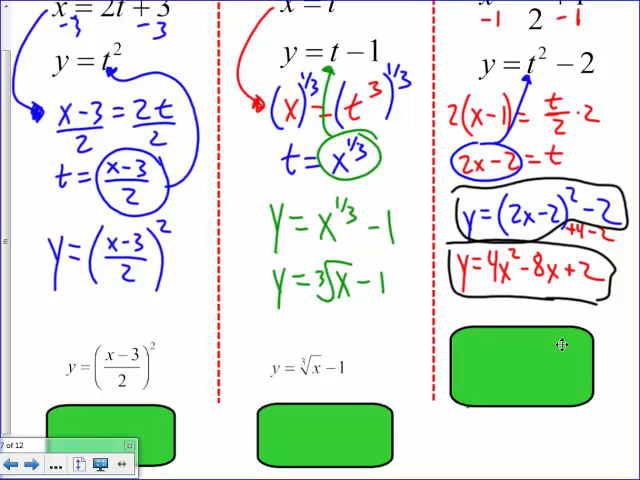 x = 2t + 3
-3 -3
y = t²
x-3 = 2t
2 2
t = x-3
2
y = (x-3/2)²
y = (x-3/2)²
7 of 12
x = t
y = t - 1
(x)^1/3 = (t³)^1/3
t = x^1/3
y = x^1/3 - 1
y = ∛x - 1
y = ∛x - 1
-1 2 -1
y = t² - 2
2(x-1) = t/2 · 2
2x-2 = t
y = (2x-2)² - 2
+4-2
y = 4x² - 8x + 2